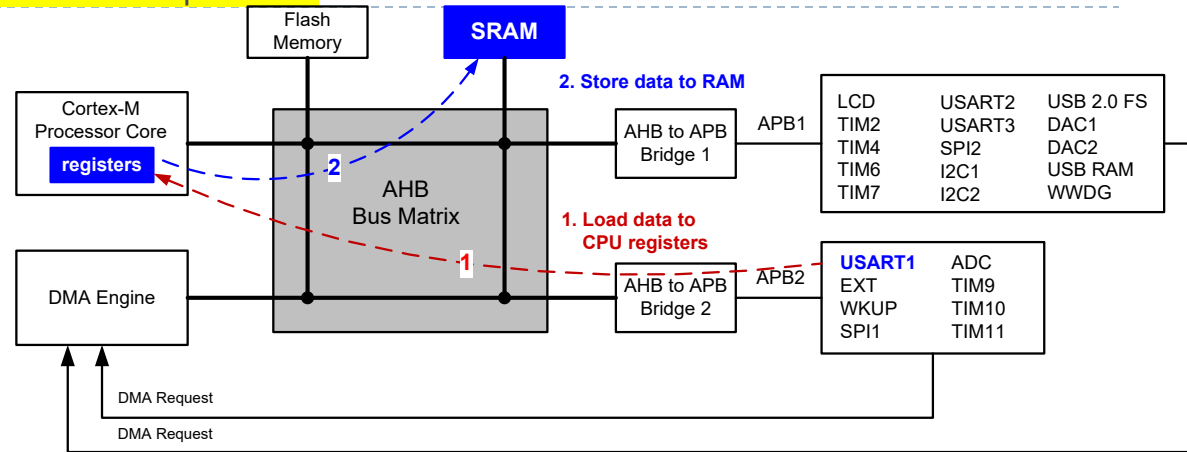 Flash
Memory
SRAM
2. Store data to RAM
Cortex-M
Processor Core
registers
2
AHB
Bus Matrix
AHB to APB
Bridge 1
APB1
LCD USART2 USB 2.0 FS
TIM2 USART3 DAC1
TIM4 SPI2 DAC2
TIM6 I2C1 USB RAM
TIM7 I2C2 WWDG
1. Load data to
CPU registers
1
DMA Engine
AHB to APB
Bridge 2
APB2
USART1 ADC
EXT TIM9
WKUP TIM10
SPI1 TIM11
DMA Request
DMA Request